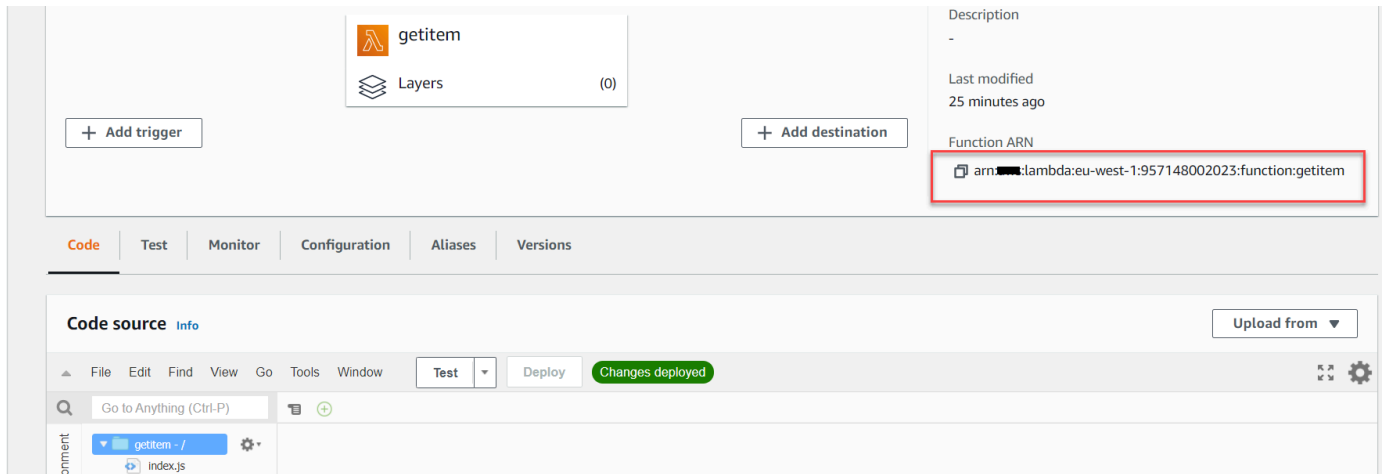 Description
getitem
-
Layers (0)
Last modified
25 minutes ago
+ Add trigger
+ Add destination
Function ARN
arn: :lambda:eu-west-1:957148002023:function:getitem
Code Test Monitor Configuration Aliases Versions
Code source Info
Upload from
File Edit Find View Go Tools Window Test Deploy Changes deployed
Go to Anything (Ctrl-P)
getitem - /
index.js